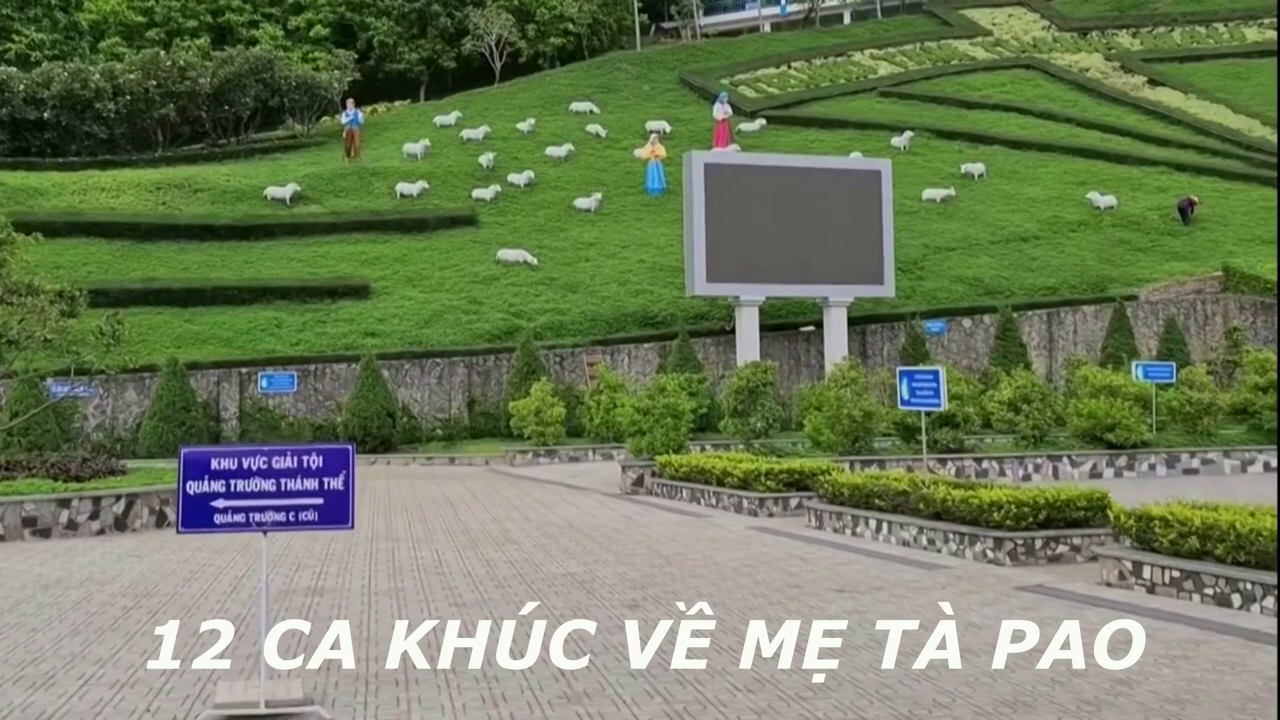 KHU VỰC GIẢI TỘI
QUẢNG TRƯỜNG THÁNH THỂ
QUẢNG TRƯỜNG C (CŨ)
12 CA KHÚC VỀ MẸ TÀ PAO